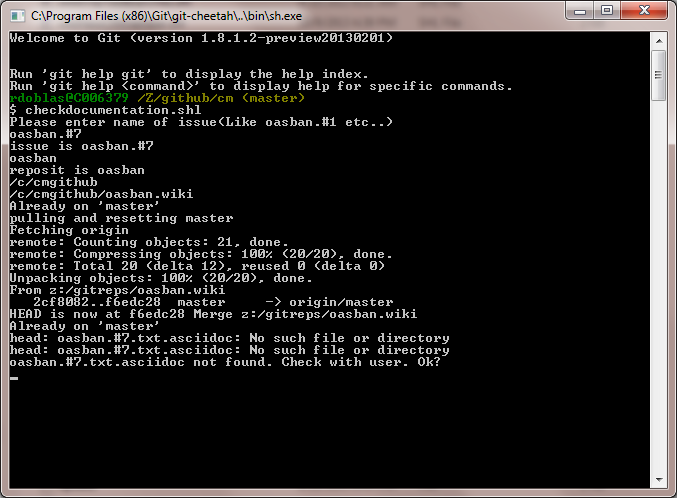 C:\Program Files (x86)\Git\git-cheetah\..\bin\sh.exe
Welcome to Git (version 1.8.1.2-preview20130201)
Run 'git help git' to display the help index.
Run 'git help <command>' to display help for specific commands.
rdoblas@C006379 /Z/github/cm (master)
$ checkdocumentation.shl
Please enter name of issue(Like oasban.#1 etc..)
oasban.#7
issue is oasban.#7
oasban
reposit is oasban
/c/cmgithub
/c/cmgithub/oasban.wiki
Already on 'master'
pulling and resetting master
Fetching origin
remote: Counting objects: 21, done.
remote: Compressing objects: 100% (20/20), done.
remote: Total 20 (delta 12), reused 0 (delta 0)
Unpacking objects: 100% (20/20), done.
From z:/gitreps/oasban.wiki
   2cf8082..f6edc28  master     -> origin/master
HEAD is now at f6edc28 Merge z:/gitreps/oasban.wiki
Already on 'master'
head: oasban.#7.txt.asciidoc: No such file or directory
head: oasban.#7.txt.asciidoc: No such file or directory
oasban.#7.txt.asciidoc not found. Check with user. Ok?